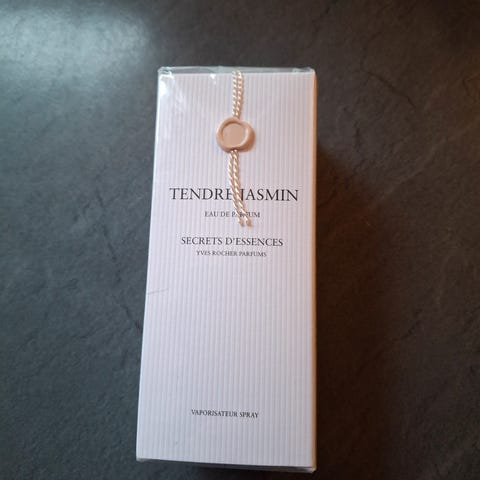 TENDRE JASMIN
EAU DE PARFUM
SECRETS D'ESSENCES
YVES ROCHER PARFUMS
VAPORISATEUR SPRAY